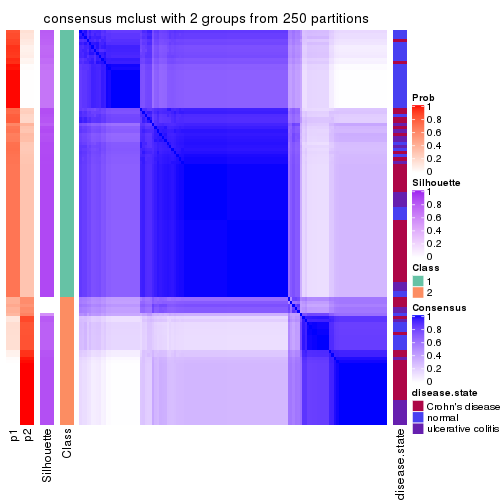 consensus mclust with 2 groups from 250 partitions
Prob
1
0.8
0.6
0.4
0.2
0
Silhouette
1
0.8
0.6
0.4
0.2
0
Class
1
2
Consensus
1
0.8
0.6
0.4
0.2
0
disease.state
Crohn's disease
normal
ulcerative colitis
p1
p2
Silhouette
Class
disease.state